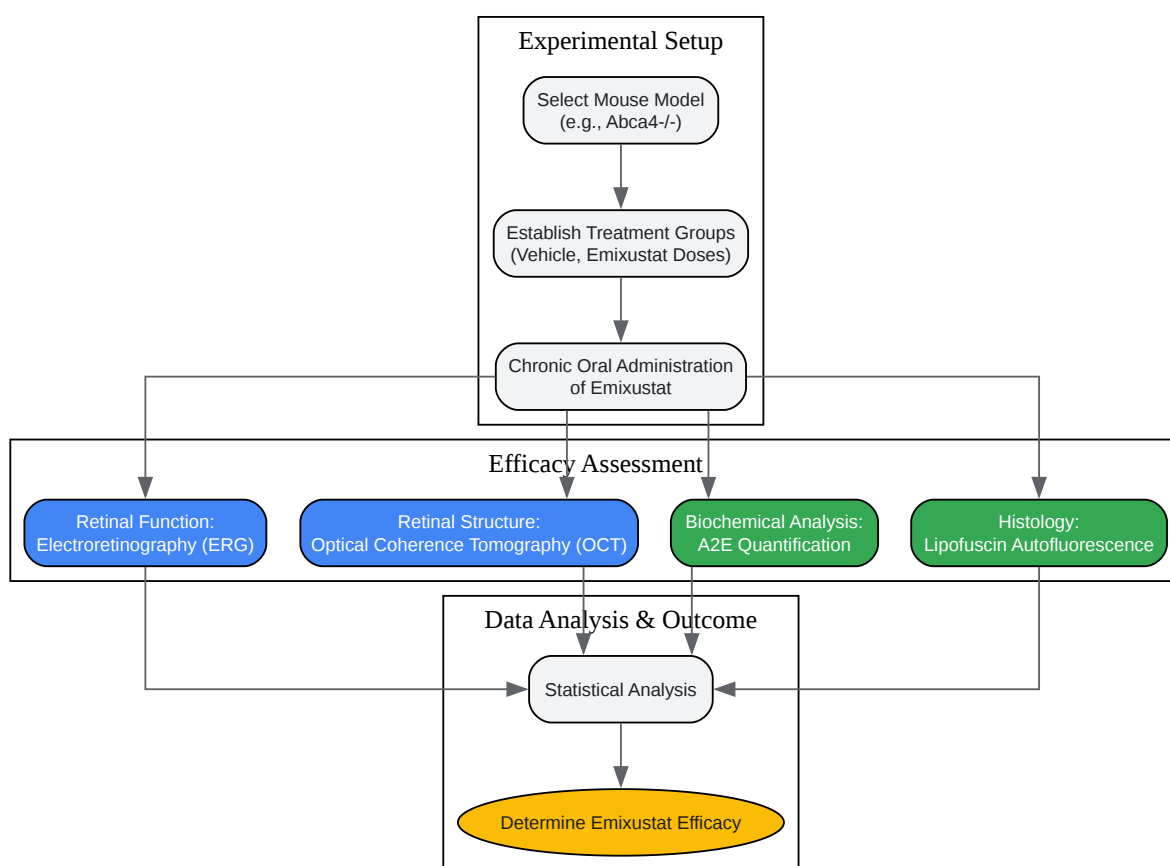 Experimental Setup
Select Mouse Model
(e.g., Abca4-/-)
Establish Treatment Groups
(Vehicle, Emixustat Doses)
Chronic Oral Administration
of Emixustat
Efficacy Assessment
Retinal Function:
Electroretinography (ERG)
Retinal Structure:
Optical Coherence Tomography (OCT)
Biochemical Analysis:
A2E Quantification
Histology:
Lipofuscin Autofluorescence
Data Analysis & Outcome
Statistical Analysis
Determine Emixustat Efficacy